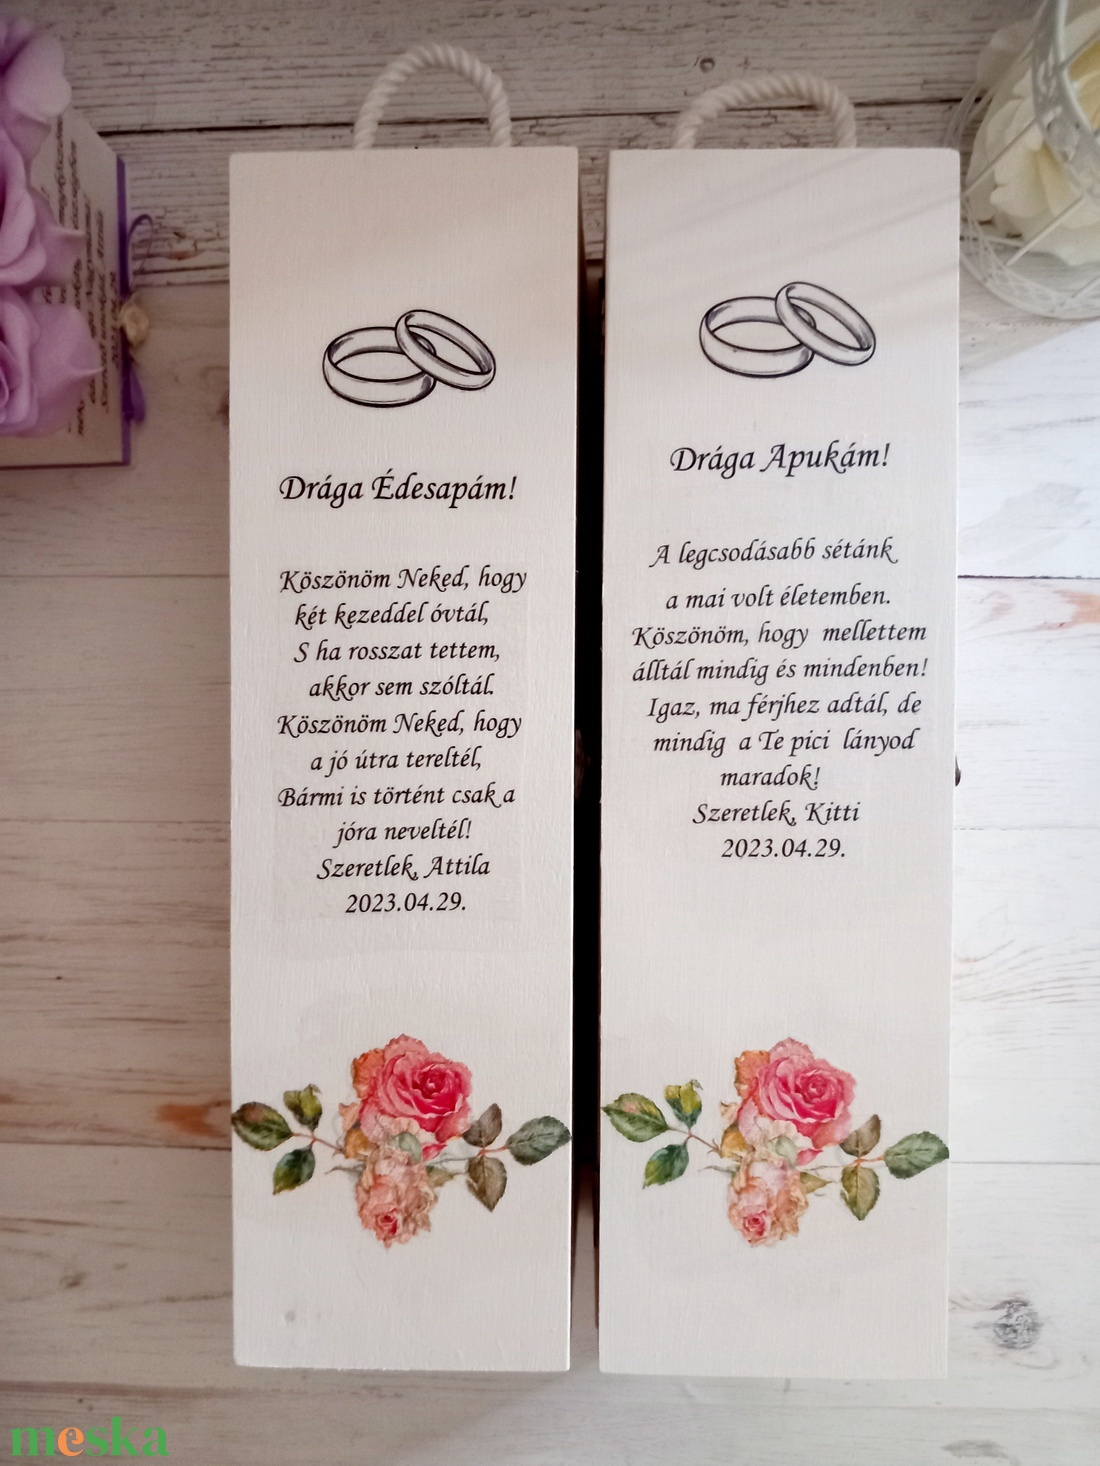 Drága Édesapám!
Köszönöm Neked, hogy
két kezeddel óvtál,
S ha rosszat tettem,
akkor sem szóltál.
Köszönöm Neked, hogy
a jó útra tereltél,
Bármi is történt csak a
jóra neveltél!
Szeretlek, Attila
2023.04.29.
Drága Apukám!
A legcsodásabb sétánk
a mai volt életemben.
Köszönöm, hogy mellettem
álltál mindig és mindenben!
Igaz, ma férjhez adtál, de
mindig a Te pici lányod
maradok!
Szeretlek, Kitti
2023.04.29.
meska